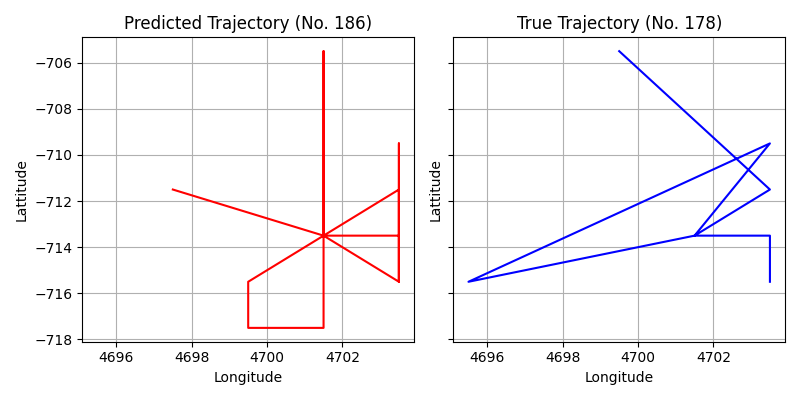 Predicted Trajectory (No. 186)
True Trajectory (No. 178)
Lattitude
−706
−708
−710
−712
−714
−716
−718
4696
4698
4700
4702
Longitude
Lattitude
4696
4698
4700
4702
Longitude